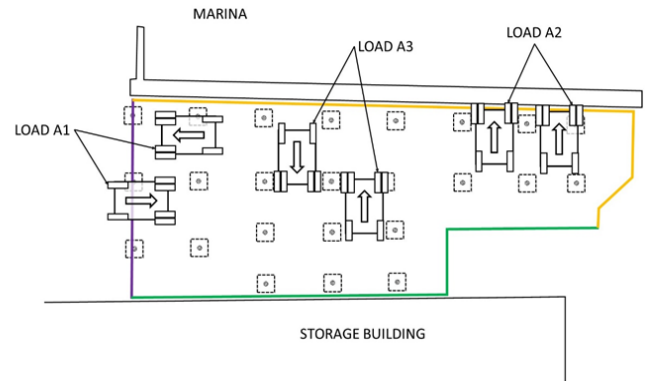 MARINA
LOAD A2
LOAD A3
LOAD A1
STORAGE BUILDING